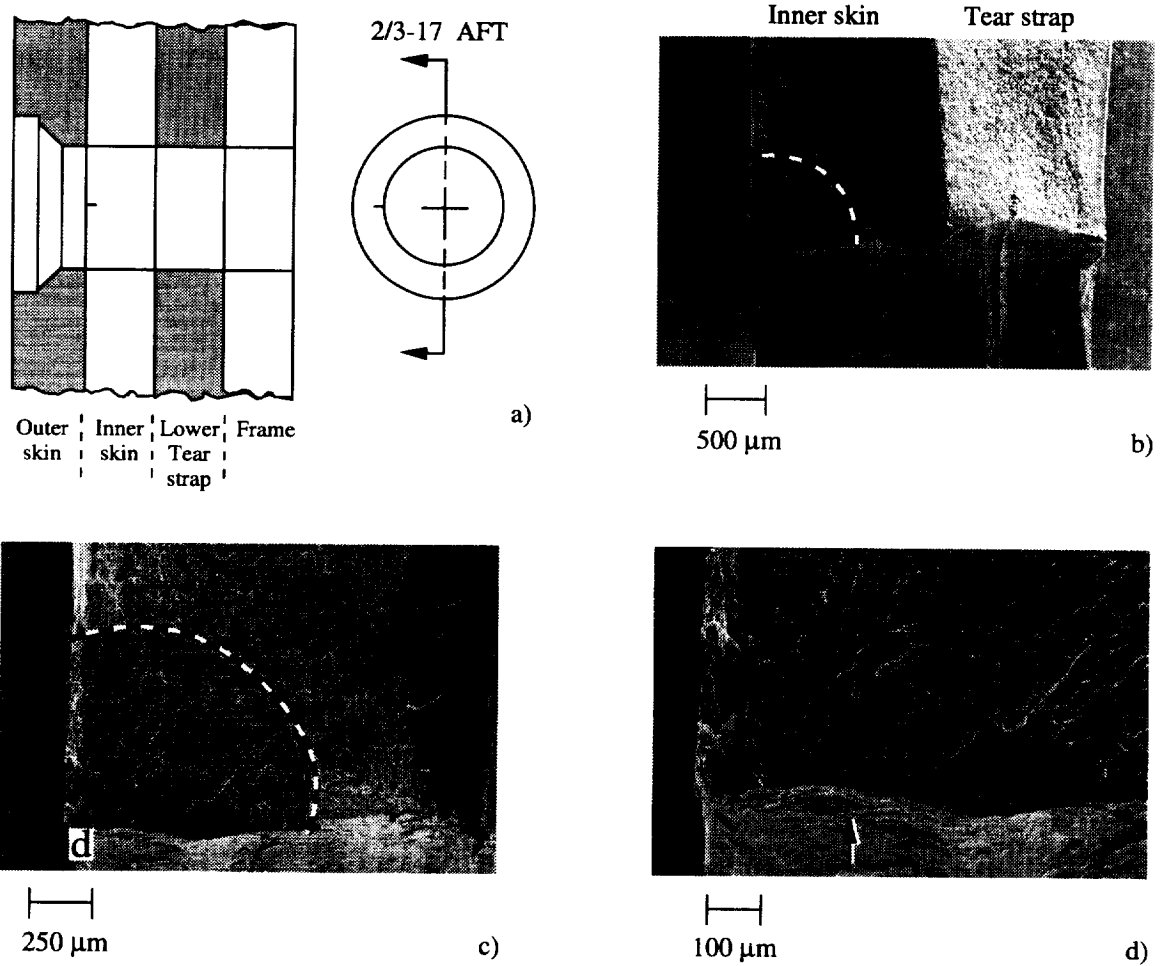 2/3-17 AFT
Outer
skin
Inner
skin
Lower
Tear
strap
Frame
a)
Inner skin
Tear strap
500 μm
b)
d
250 μm
c)
100 μm
d)